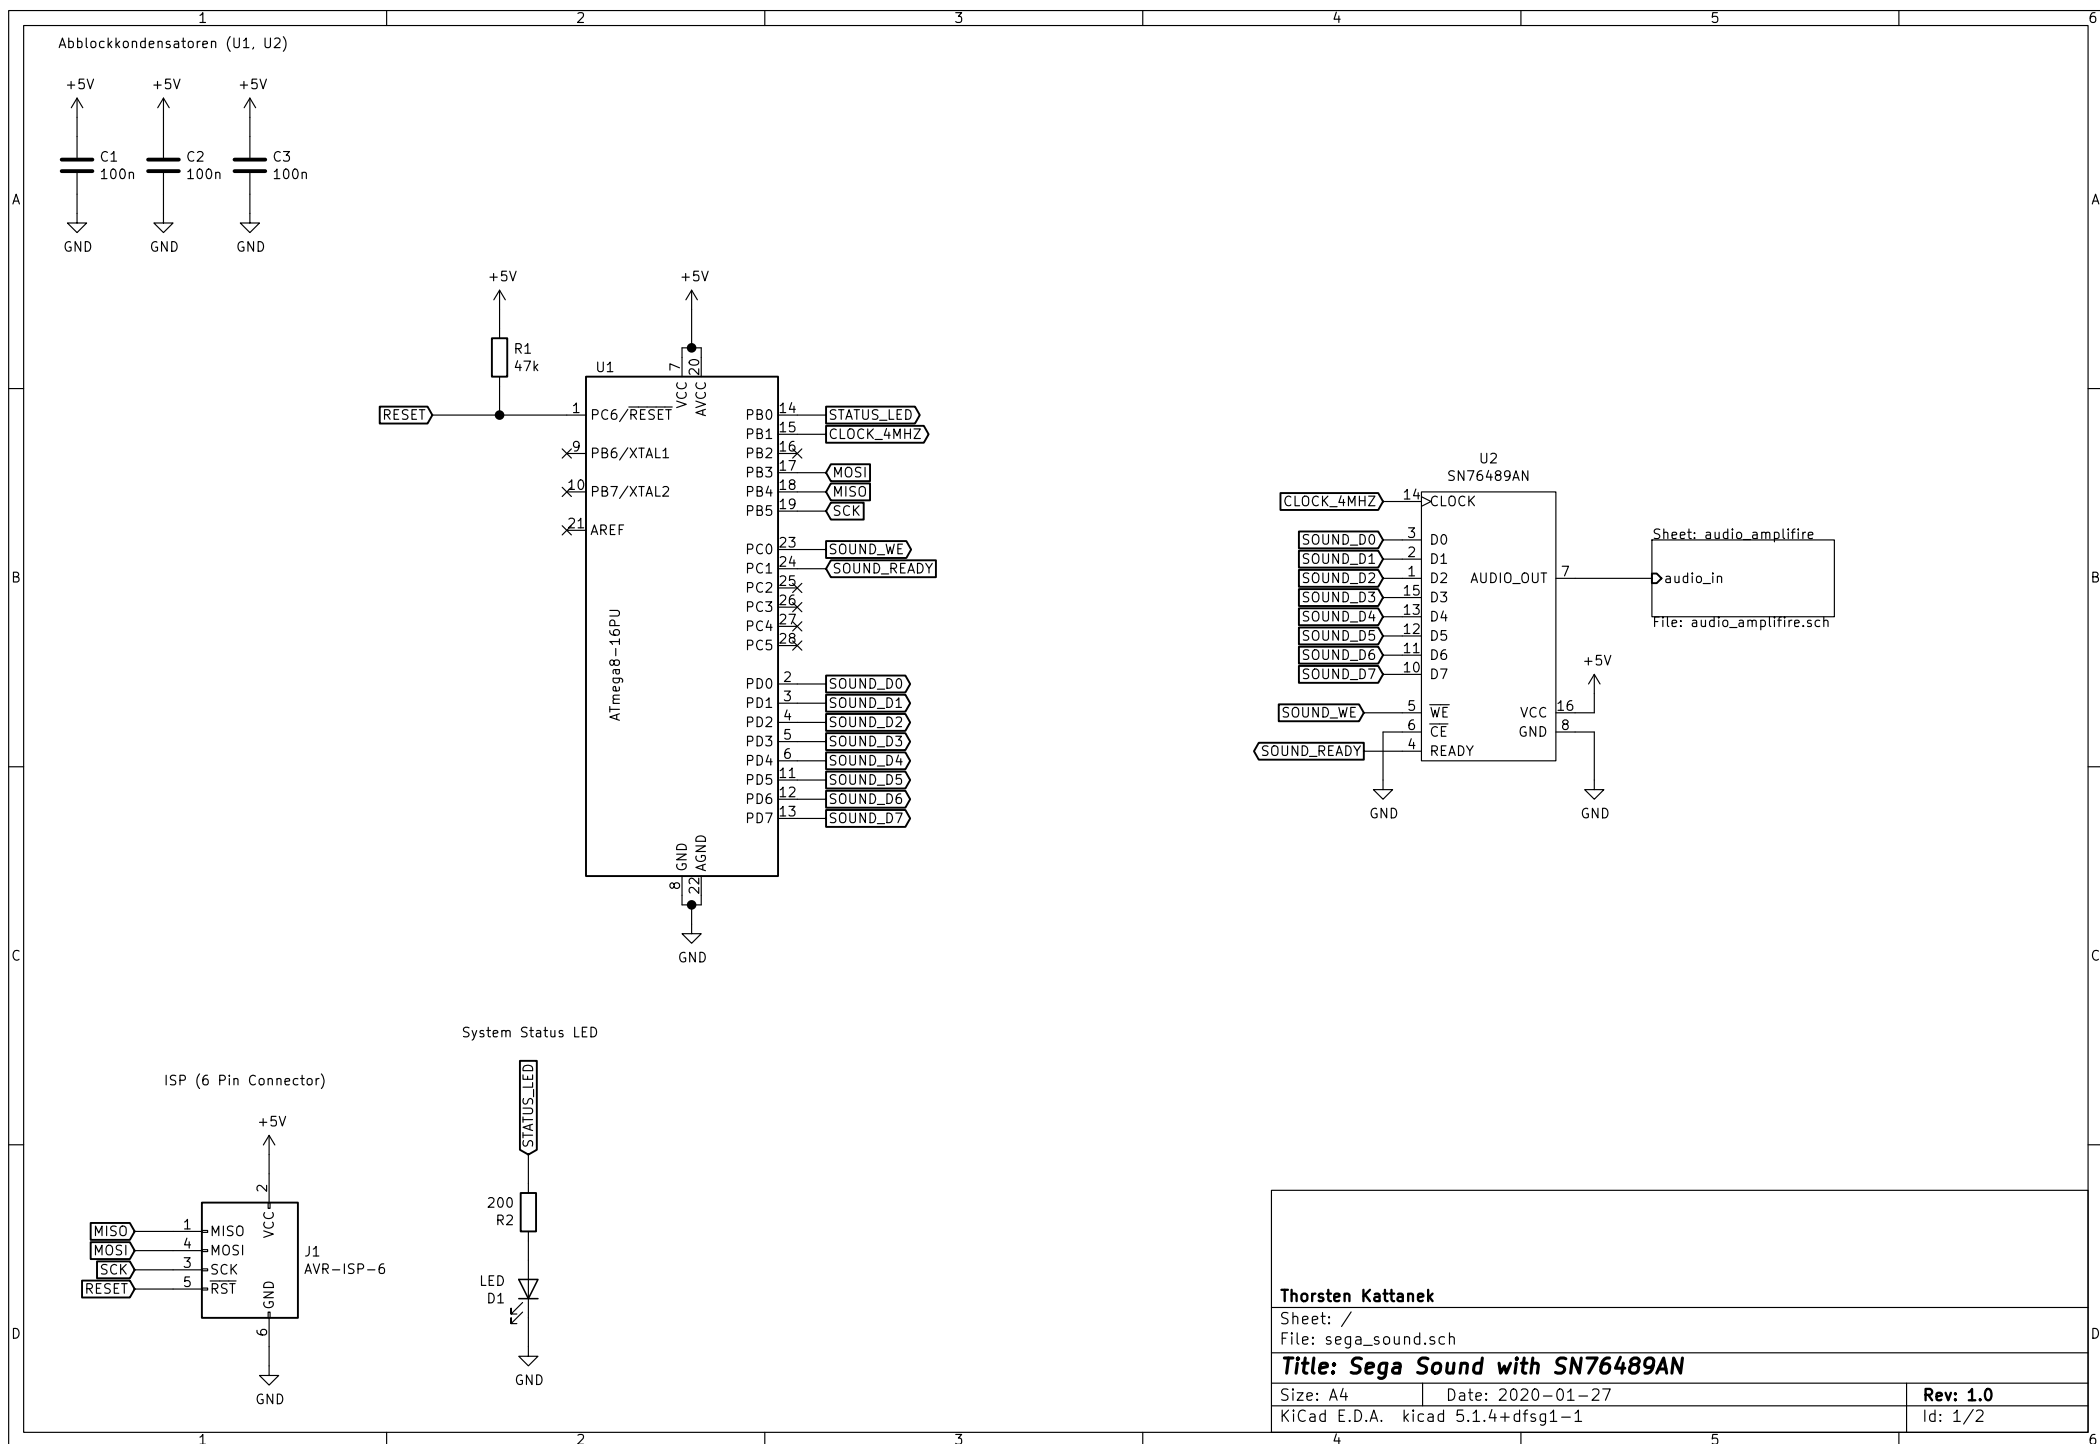 1 2 3 4 5 6
Abblockkondensatoren (U1, U2)
+5V +5V +5V
C1 C2 C3
100n 100n 100n
A A
GND GND GND
+5V +5V
R1
47k
U1
7 20
VCC AVCC
RESET 1 PC6/RESET PB0 14 STATUS_LED
PB1 15 CLOCK_4MHZ
9 PB6/XTAL1 PB2 16
PB3 17 MOSI
10 PB7/XTAL2 PB4 18 MISO
PB5 19 SCK
21 AREF
PC0 23 SOUND_WE
PC1 24 SOUND_READY
PC2 25
PC3 26
PC4 27
PC5 28
ATmega8-16PU
PD0 2 SOUND_D0
PD1 3 SOUND_D1
PD2 4 SOUND_D2
PD3 5 SOUND_D3
PD4 6 SOUND_D4
PD5 11 SOUND_D5
PD6 12 SOUND_D6
PD7 13 SOUND_D7
GND AGND
8 22
GND
U2
SN76489AN
CLOCK_4MHZ 14 CLOCK
SOUND_D0 3 D0
SOUND_D1 2 D1
SOUND_D2 1 D2 AUDIO_OUT 7
SOUND_D3 15 D3
SOUND_D4 13 D4
SOUND_D5 12 D5
SOUND_D6 11 D6
SOUND_D7 10 D7
+5V
SOUND_WE 5 WE VCC 16
6 CE GND 8
SOUND_READY 4 READY
GND GND
Sheet: audio_amplifire
audio_in
File: audio_amplifire.sch
B B
C C
System Status LED
STATUS_LED
200
R2
LED
D1
GND
ISP (6 Pin Connector)
+5V
2
VCC
MISO 1 MISO
MOSI 4 MOSI
SCK 3 SCK
RESET 5 RST
J1
AVR-ISP-6
GND
6
GND
D D
Thorsten Kattanek
Sheet: /
File: sega_sound.sch
Title: Sega Sound with SN76489AN
Size: A4 Date: 2020-01-27 Rev: 1.0
KiCad E.D.A. kicad 5.1.4+dfsg1-1 Id: 1/2
1 2 3 4 5 6